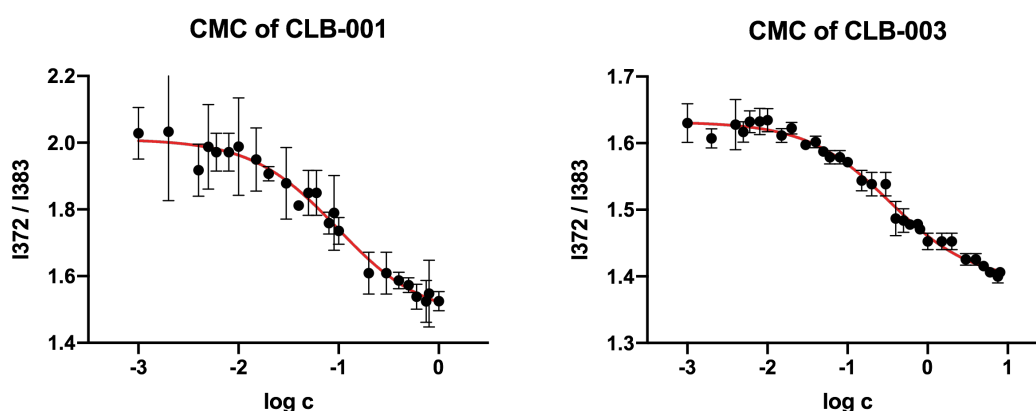 CMC of CLB-001
I372 / I383
2.2
2.0
1.8
1.6
1.4
-3 -2 -1 0
log c
CMC of CLB-003
I372 / I383
1.7
1.6
1.5
1.4
1.3
-3 -2 -1 0 1
log c